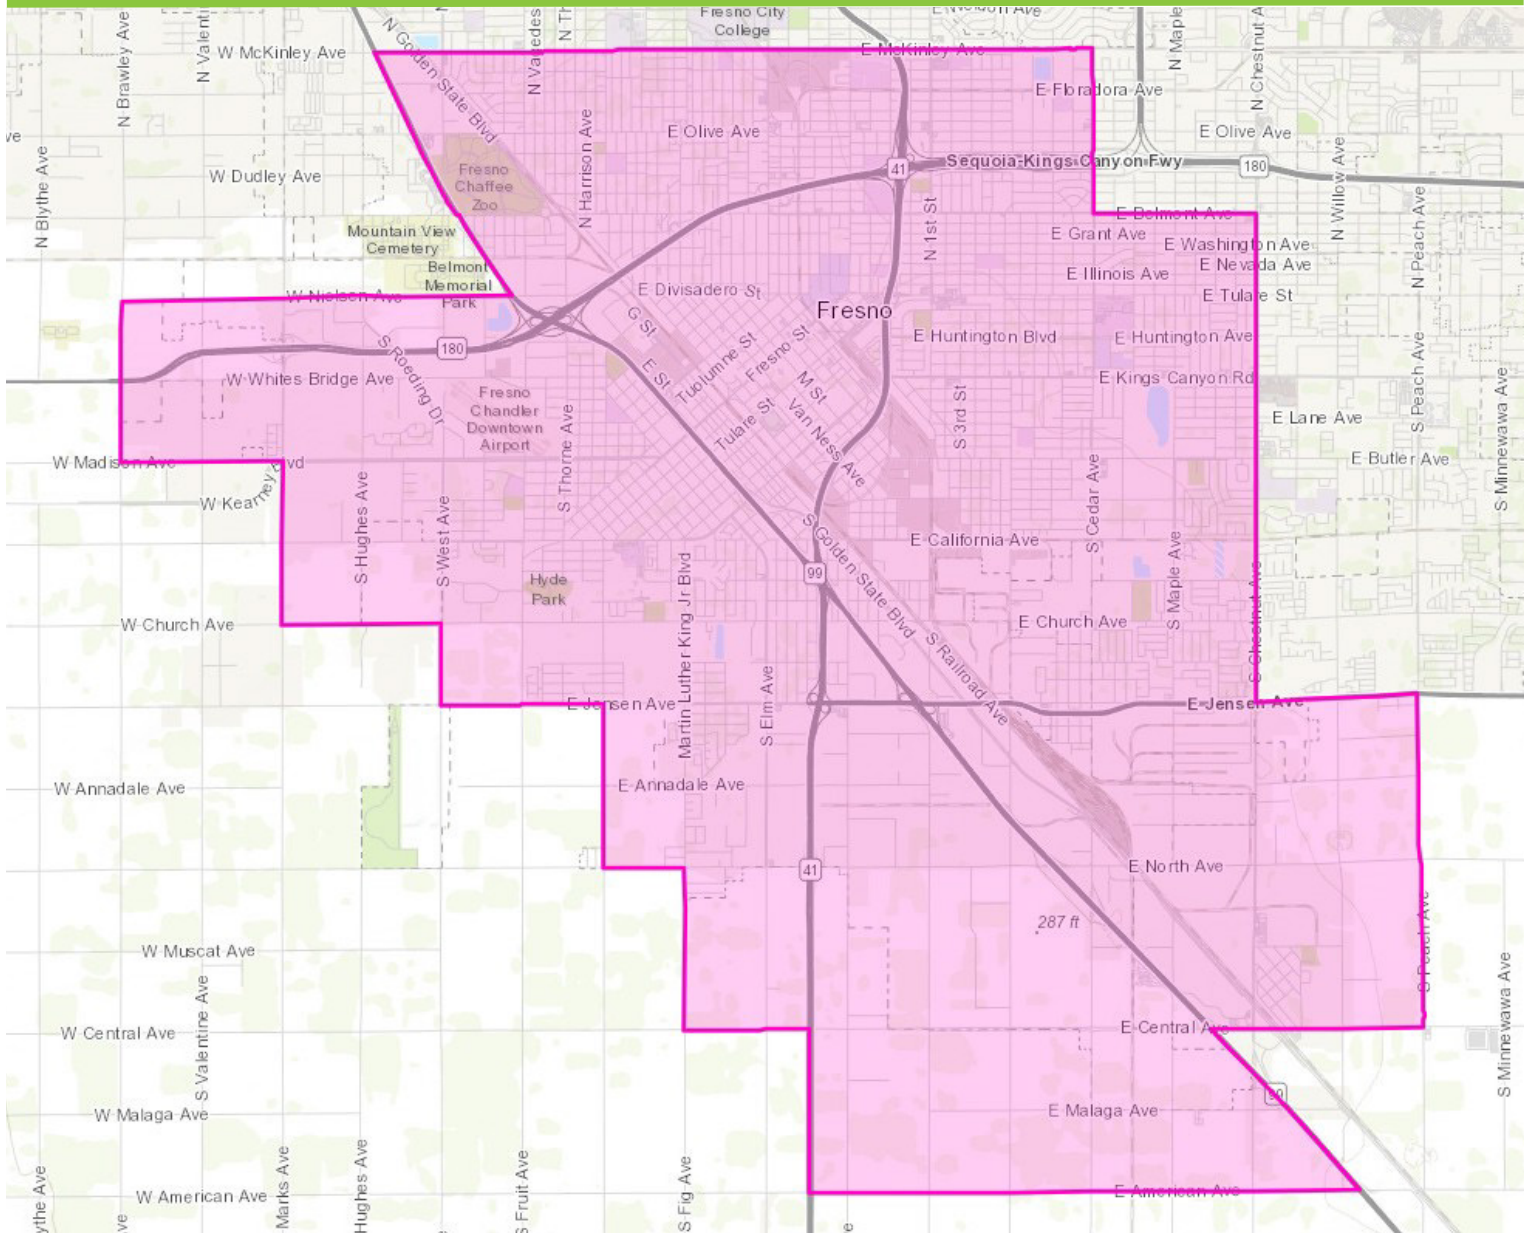 Fresno City
College
E Weldon Ave
N Brawley Ave
N Valenti
N Golden State Blvd
N Vagedes
N Th
N Maple
N Chestnut A
W McKinley Ave
E McKinley Ave
E Floradora Ave
E Olive Ave
E Olive Ave
ve
N Harrison Ave
41
Sequoia-Kings Canyon Fwy
180
W Dudley Ave
Fresno
Chaffee
Zoo
N Blythe Ave
N Willow Ave
N Peach Ave
N 1st St
Mountain View
Cemetery
E Belmont Ave
E Grant Ave
E Washington Ave
E Nevada Ave
E Illinois Ave
E Tulare St
Belmont
Memorial
Park
W Nielsen Ave
E Divisadero St
Fresno
G St
E St
Tuolumne St
Fresno St
M St
Van Ness Ave
Tulare St
E Huntington Blvd
E Huntington Ave
180
S Roeding Dr
W Whites Bridge Ave
E Kings Canyon Rd
S Peach Ave
S Minnewawa Ave
Fresno
Chandler
Downtown
Airport
S Thorne Ave
S 3rd St
E Lane Ave
E Butler Ave
W Madison Ave
W Kearney Blvd
S Hughes Ave
S West Ave
S Cedar Ave
S Golden State Blvd
E California Ave
S Maple Ave
99
Hyde
Park
Martin Luther King Jr Blvd
W Church Ave
E Church Ave
S Chestnut Ave
S Railroad Ave
S Elm Ave
E Jensen Ave
E Jensen Ave
W Annadale Ave
E Annadale Ave
41
E North Ave
287 ft
S Peach Ave
W Muscat Ave
S Valentine Ave
S Minnewawa Ave
W Central Ave
E Central Ave
99
W Malaga Ave
E Malaga Ave
W American Ave
E American Ave
ythe Ave
ve
Marks Ave
Hughes Ave
S Fruit Ave
S Fig Ave
e